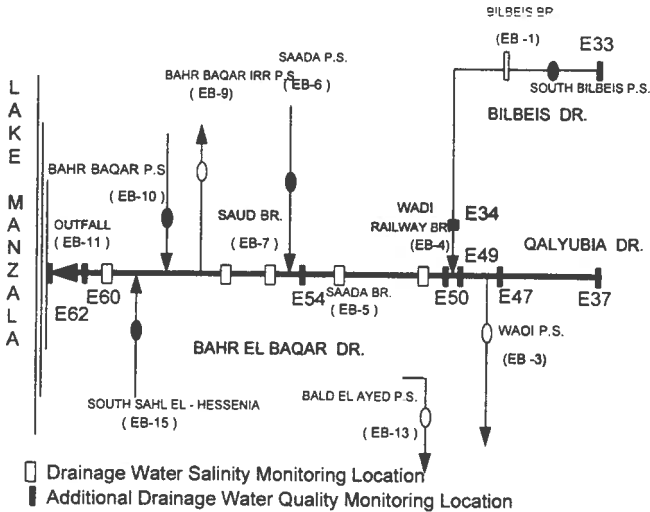 BILBEIS BR
(EB -1)
E33
SAADA P.S.
(EB-6)
BAHR BAQAR IRR P.S.
(EB-9)
SOUTH BILBEIS P.S.
BILBEIS DR.
LAKE MANZALA
BAHR BAQAR P.S
(EB-10)
SAUD BR.
(EB-7)
WADI
RAILWAY BR.
(EB-4)
E34
OUTFALL
(EB-11)
E49
QALYUBIA DR.
E60
E62
E54
SAADA BR.
(EB-5)
E50
E47
E37
BAHR EL BAQAR DR.
WADI P.S.
(EB -3)
SOUTH SAHL EL - HESSENIA
( EB-15 )
BALD EL AYED P.S.
( EB-13 )
Drainage Water Salinity Monitoring Location
Additional Drainage Water Quality Monitoring Location